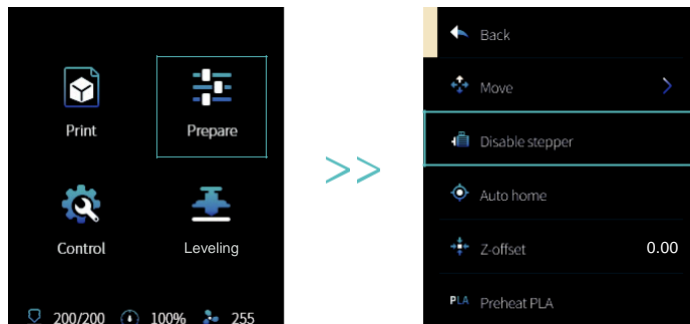 Print
Prepare
Control
Leveling
200/200 100% 255
>>
Back
Move
Disable stepper
Auto home
Z-offset 0.00
PLA Preheat PLA